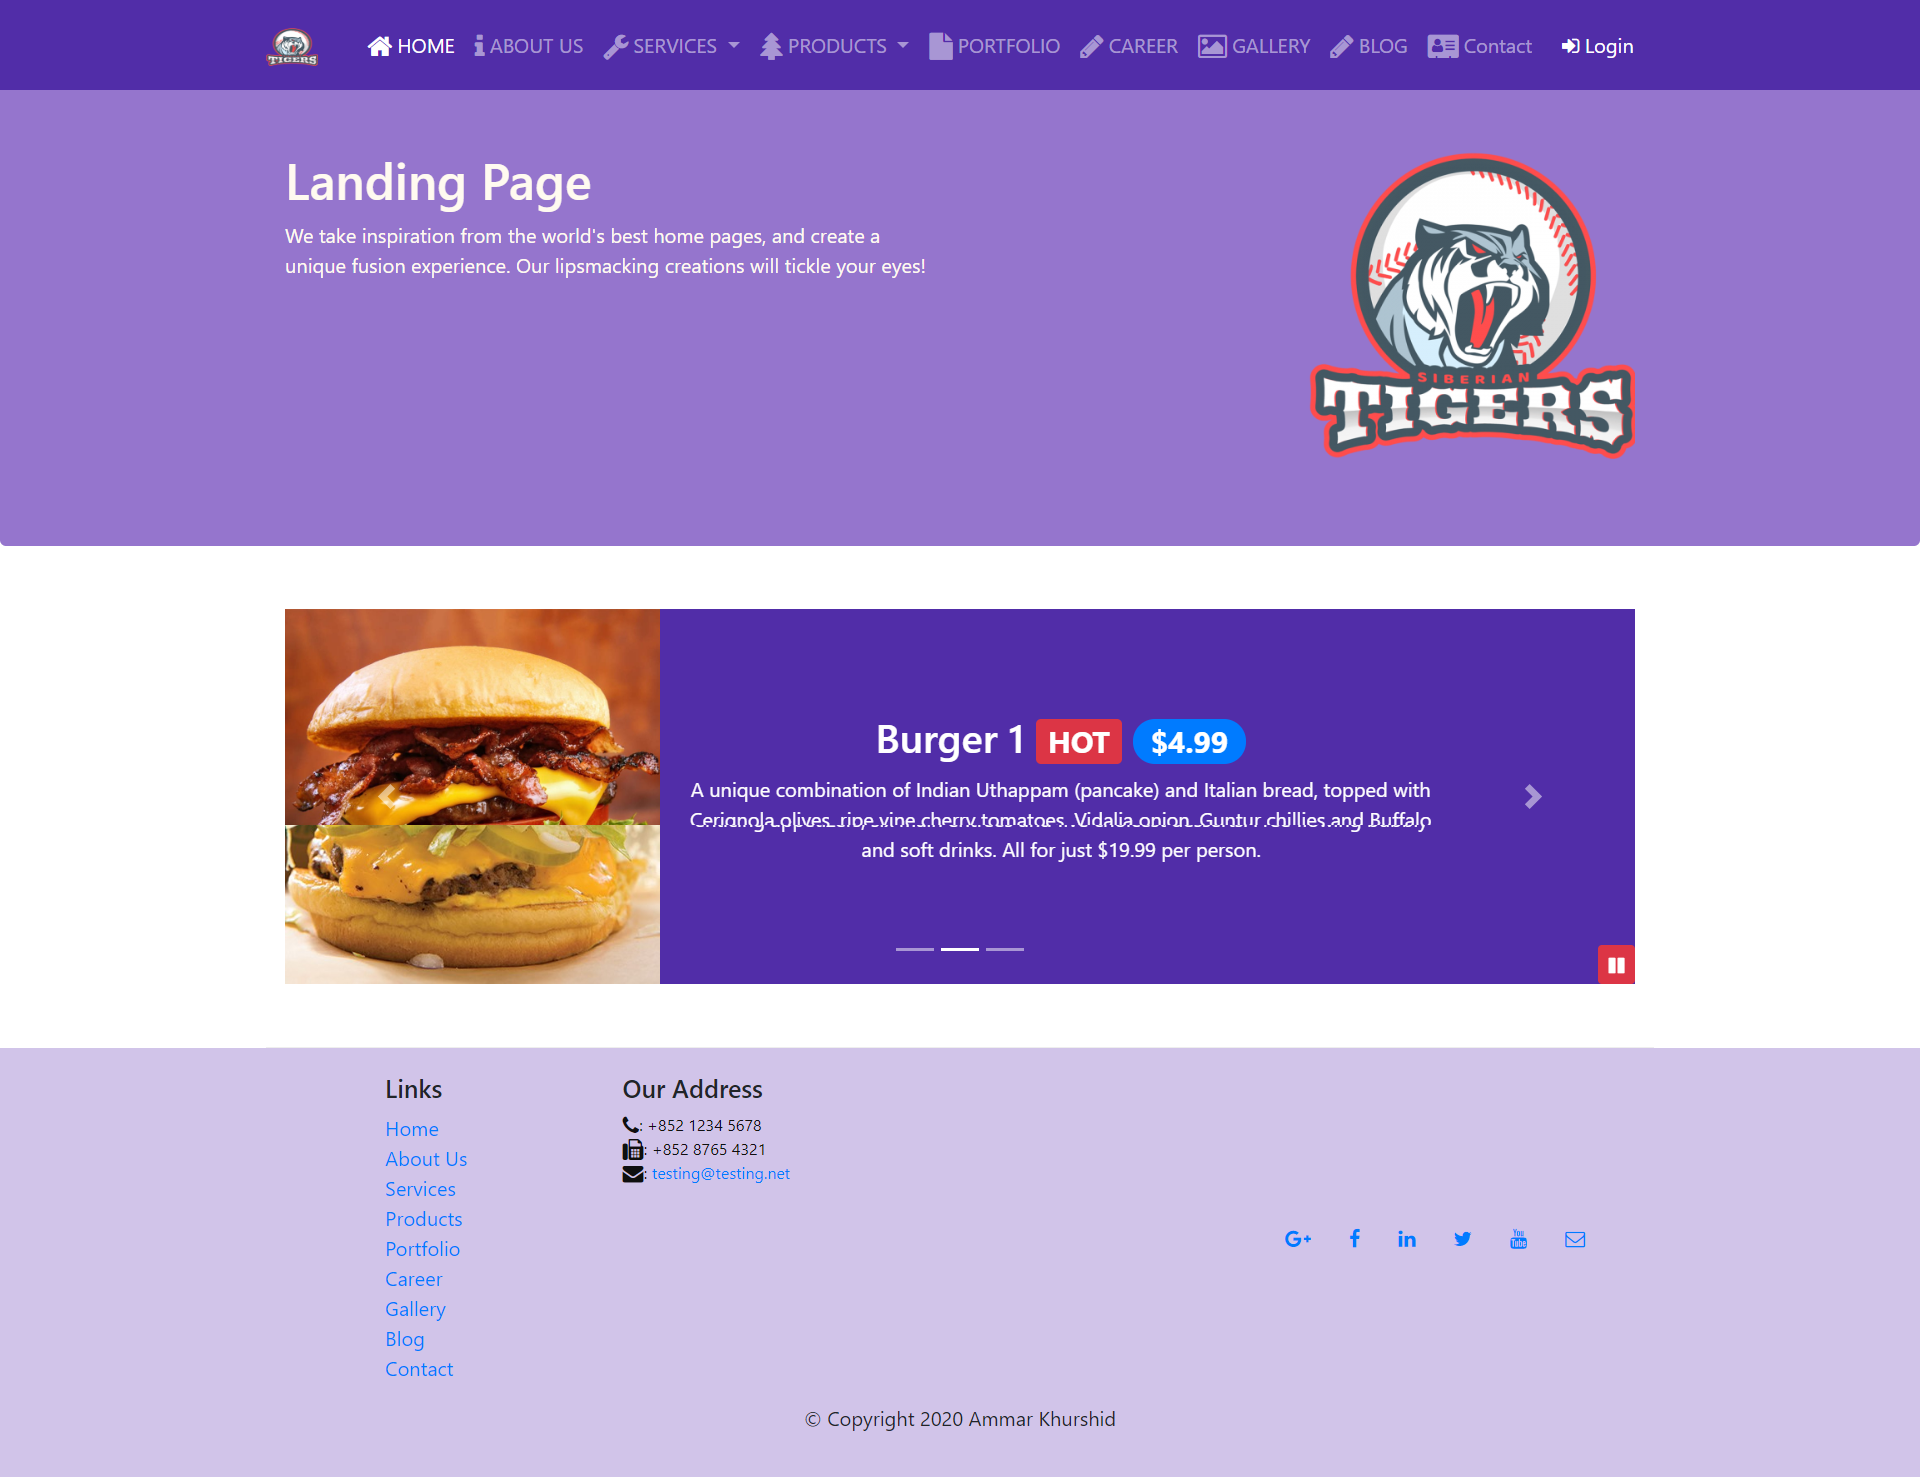 TIGERS
HOME ABOUT US SERVICES PRODUCTS PORTFOLIO CAREER GALLERY BLOG Contact Login
Landing Page
We take inspiration from the world's best home pages, and create a
unique fusion experience. Our lipsmacking creations will tickle your eyes!
SIBERIAN
TIGERS
Burger 1 HOT $4.99
A unique combination of Indian Uthappam (pancake) and Italian bread, topped with
Cerignola olives, ripe vine cherry tomatoes, Vidalia onion, Guntur chillies and Buffalo
and soft drinks. All for just $19.99 per person.
Links
Home
About Us
Services
Products
Portfolio
Career
Gallery
Blog
Contact
Our Address
: +852 1234 5678
: +852 8765 4321
: testing@testing.net
You
Tube
© Copyright 2020 Ammar Khurshid